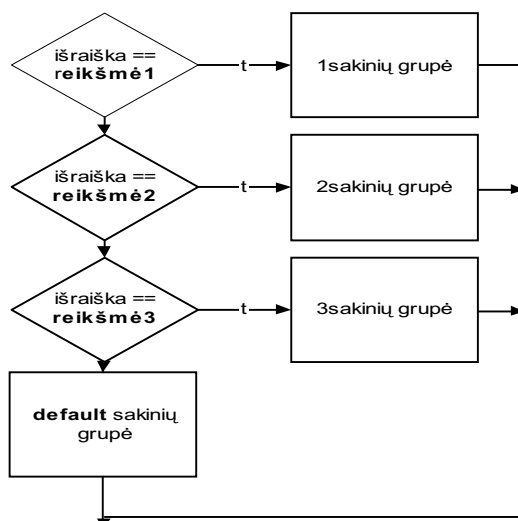 išraiška ==
reikšmė1
t
1sakinių grupė
išraiška ==
reikšmė2
t
2sakinių grupė
išraiška ==
reikšmė3
t
3sakinių grupė
default sakinių
grupė